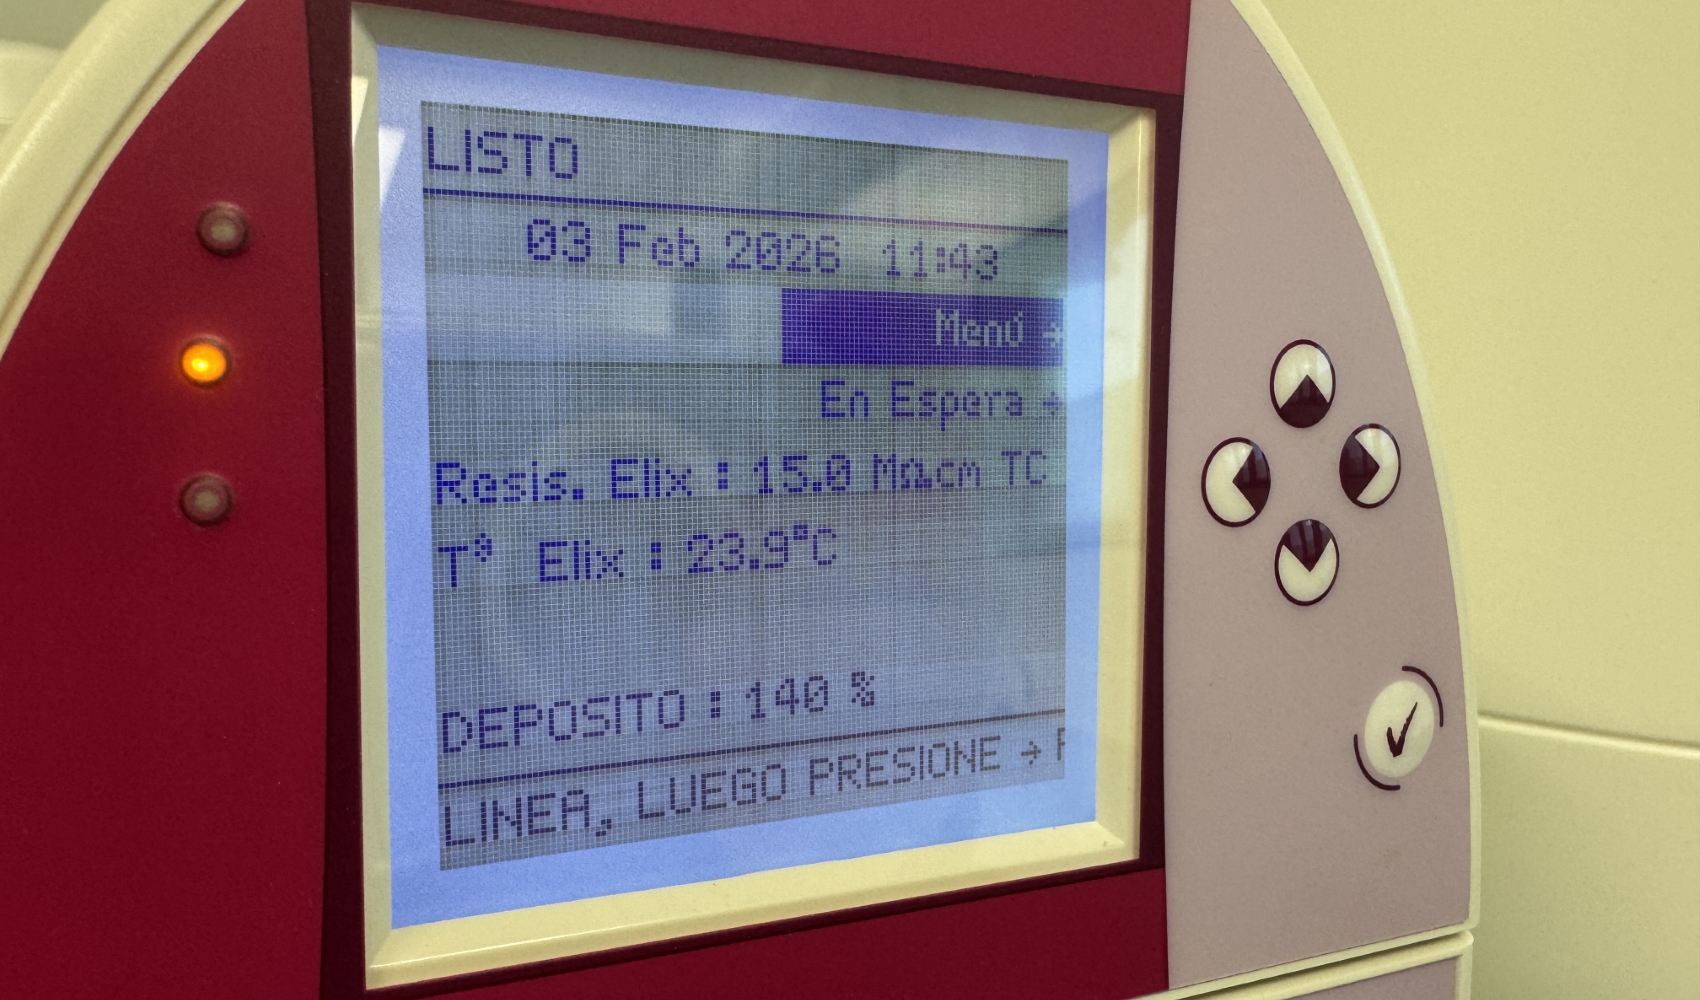 LISTO
03 Feb 2026 11:43
Menú →
En Espera →
Resis. Elix : 15.0 MΩ.cm TC
Tª Elix : 23.9°C
DEPOSITO : 140 %
LINEA, LUEGO PRESIONE →